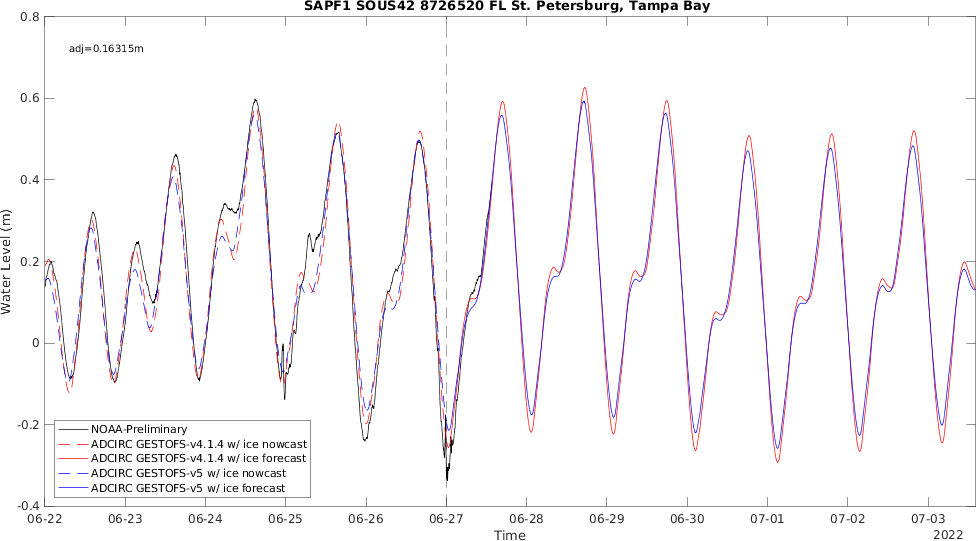 SAPF1 SOUS42 8726520 FL St. Petersburg, Tampa Bay
adj=0.16315m
0.8
0.6
0.4
0.2
0
-0.2
-0.4
Water Level (m)
NOAA-Preliminary
ADCIRC GESTOFS-v4.1.4 w/ ice nowcast
ADCIRC GESTOFS-v4.1.4 w/ ice forecast
ADCIRC GESTOFS-v5 w/ ice nowcast
ADCIRC GESTOFS-v5 w/ ice forecast
06-22 06-23 06-24 06-25 06-26 06-27 06-28 06-29 06-30 07-01 07-02 07-03
Time
2022